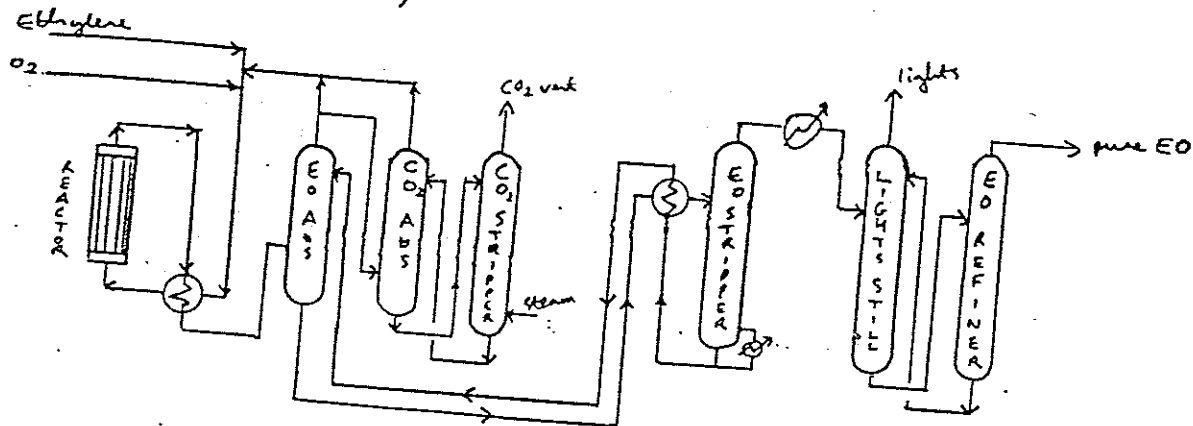 Ethylene
O2
REACTOR
EO Abs
CO2 Abs
CO2 vent
CO2 STRIPPER
steam
EO STRIPPER
lights
LIGHTS STILL
EO REFINER
pure EO